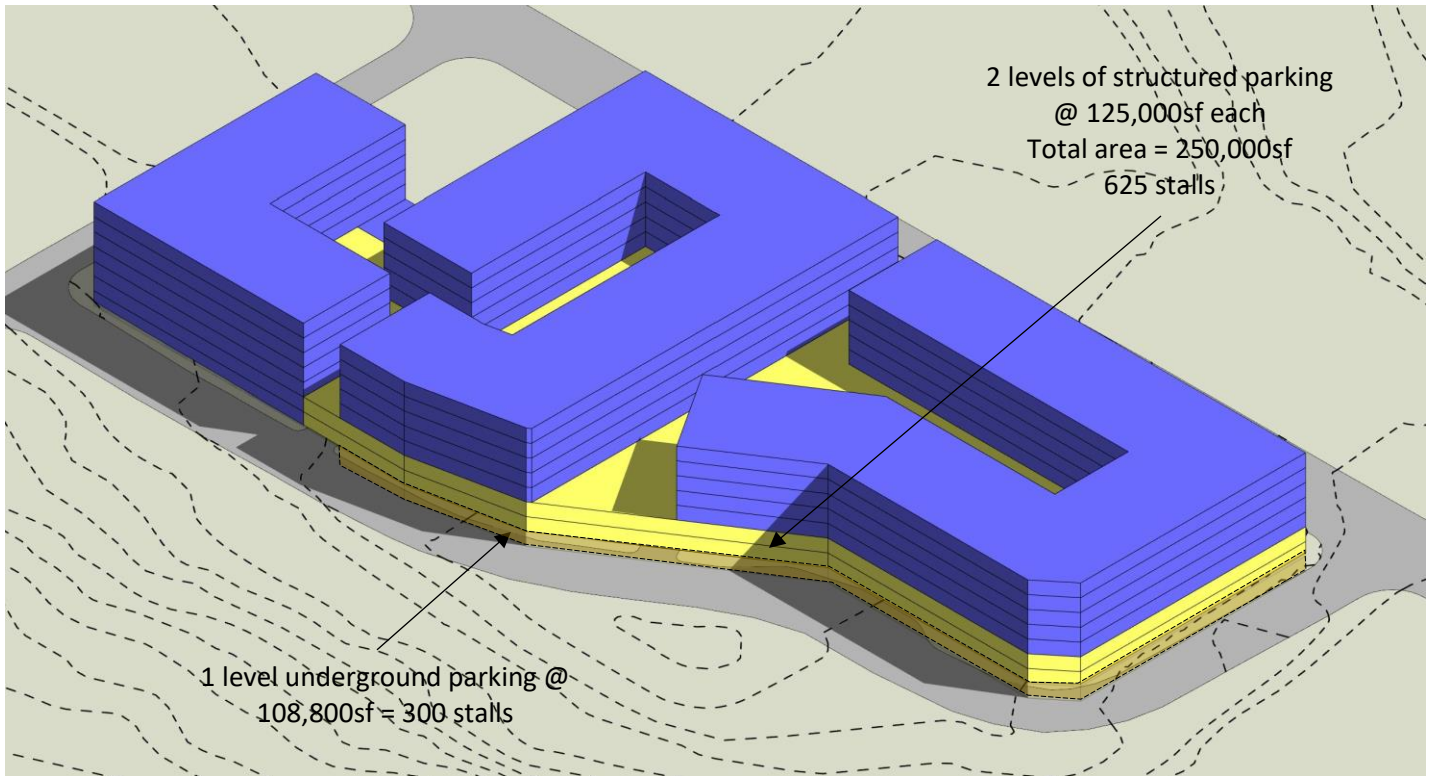 2 levels of structured parking
@ 125,000sf each
Total area = 250,000sf
625 stalls
1 level underground parking @
108,800sf = 300 stalls